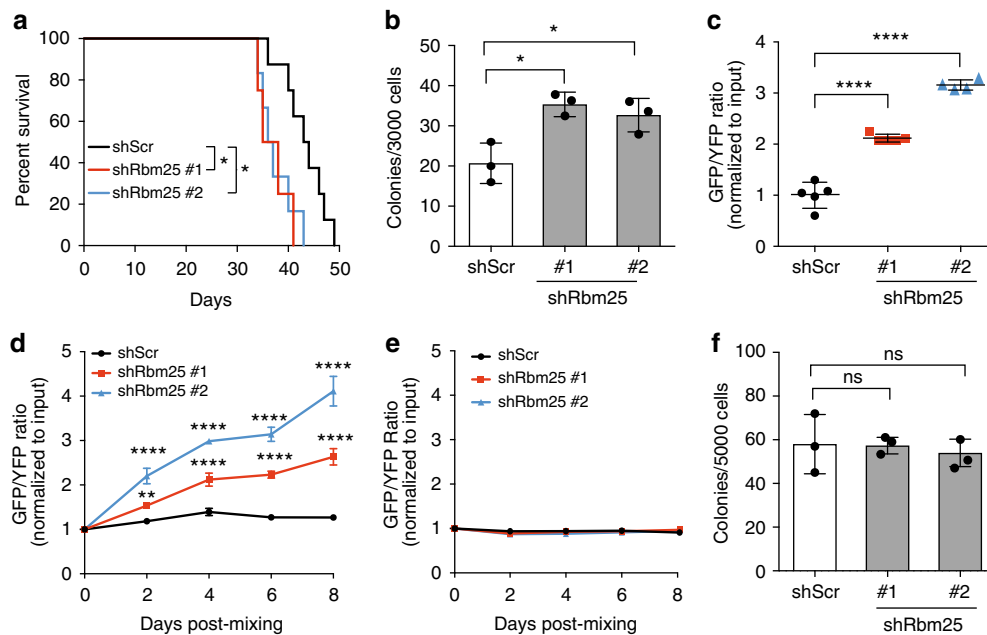 a
Percent survival
100
80
60
40
20
0
shScr
shRbm25 #1
shRbm25 #2
*
*
0
10
20
30
40
50
Days
b
Colonies/3000 cells
50
40
30
20
10
0
*
*
shScr
#1
#2
shRbm25
c
GFP/YFP ratio
(normalized to input)
4
3
2
1
0
****
****
shScr
#1
#2
shRbm25
d
GFP/YFP ratio
(normalized to input)
5
4
3
2
1
0
shScr
shRbm25 #1
shRbm25 #2
****
**
****
****
****
****
****
****
0
2
4
6
8
Days post-mixing
e
GFP/YFP Ratio
(normalized to input)
5
4
3
2
1
0
shScr
shRbm25 #1
shRbm25 #2
0
2
4
6
8
Days post-mixing
f
Colonies/5000 cells
100
80
60
40
20
0
ns
ns
shScr
#1
#2
shRbm25